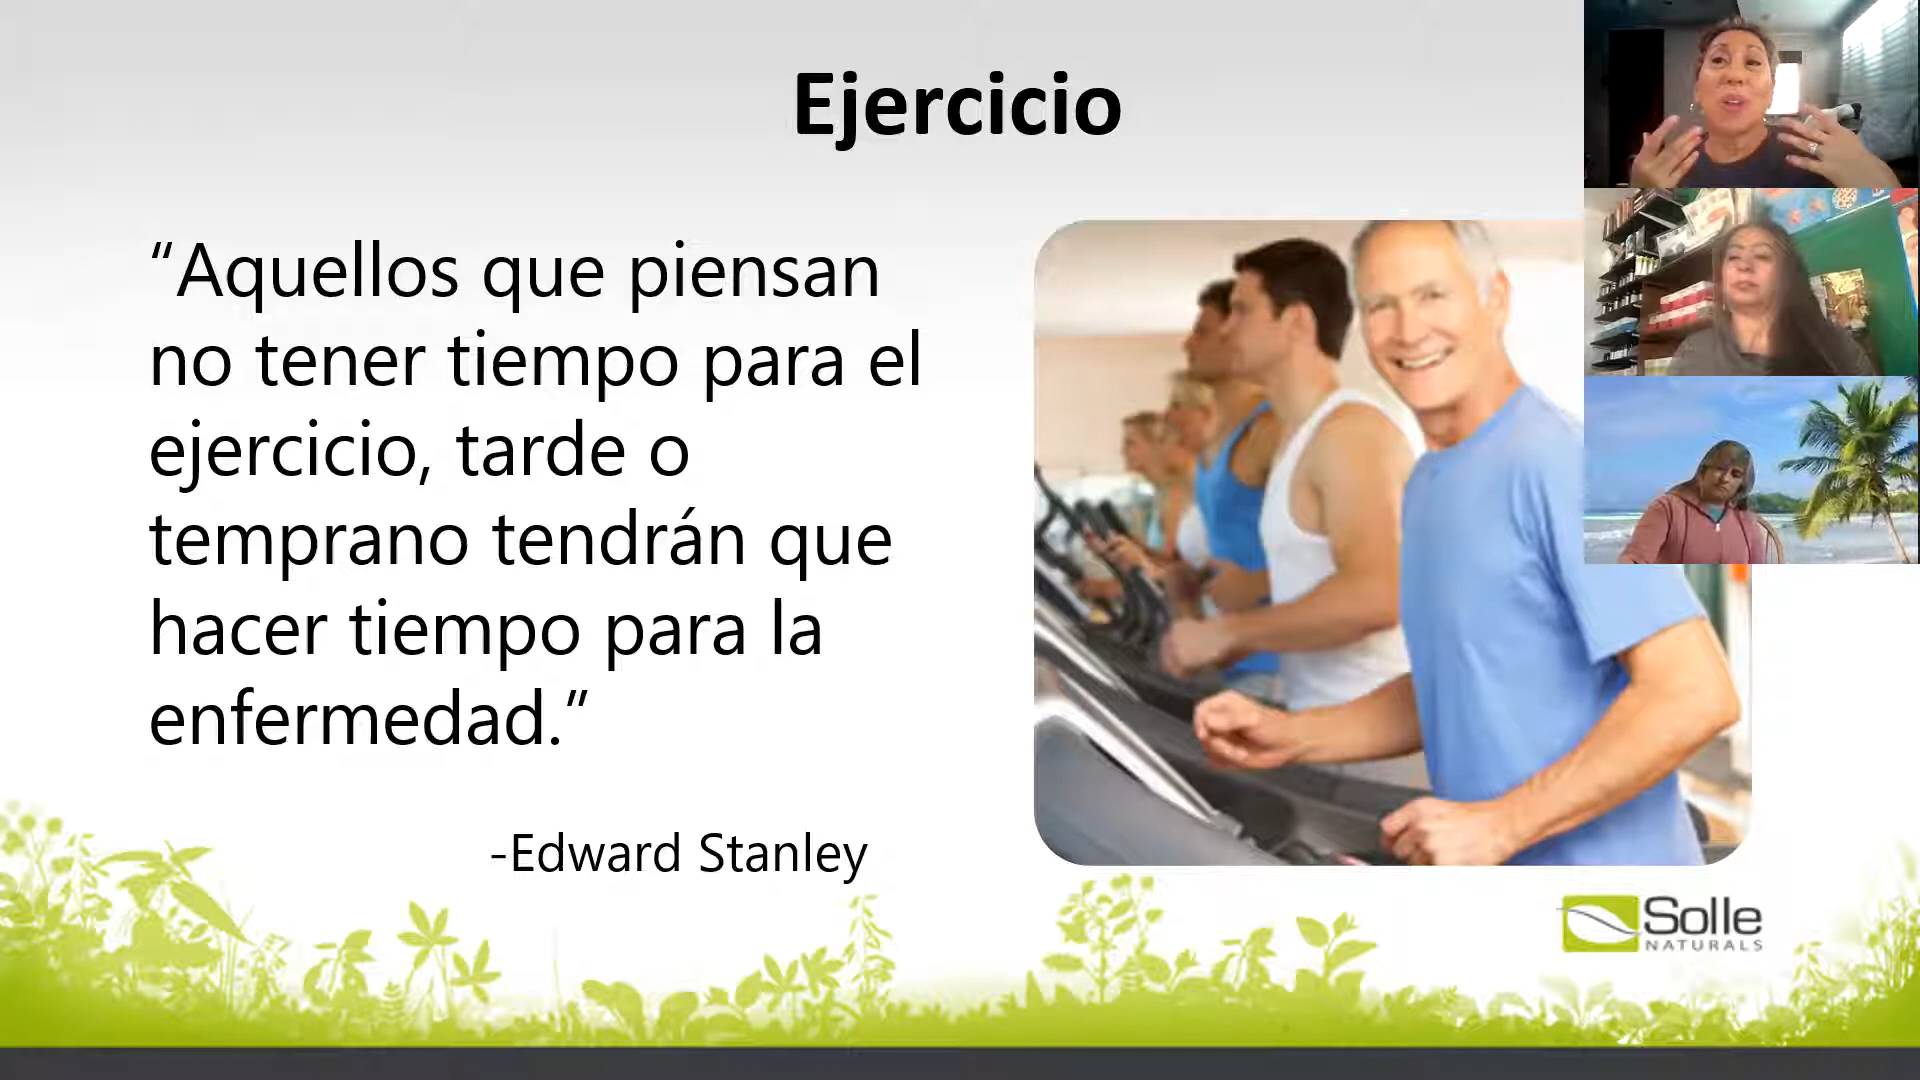 Ejercicio
“Aquellos que piensan
no tener tiempo para el
ejercicio, tarde o
temprano tendrán que
hacer tiempo para la
enfermedad.”
-Edward Stanley
Solle
NATURALS